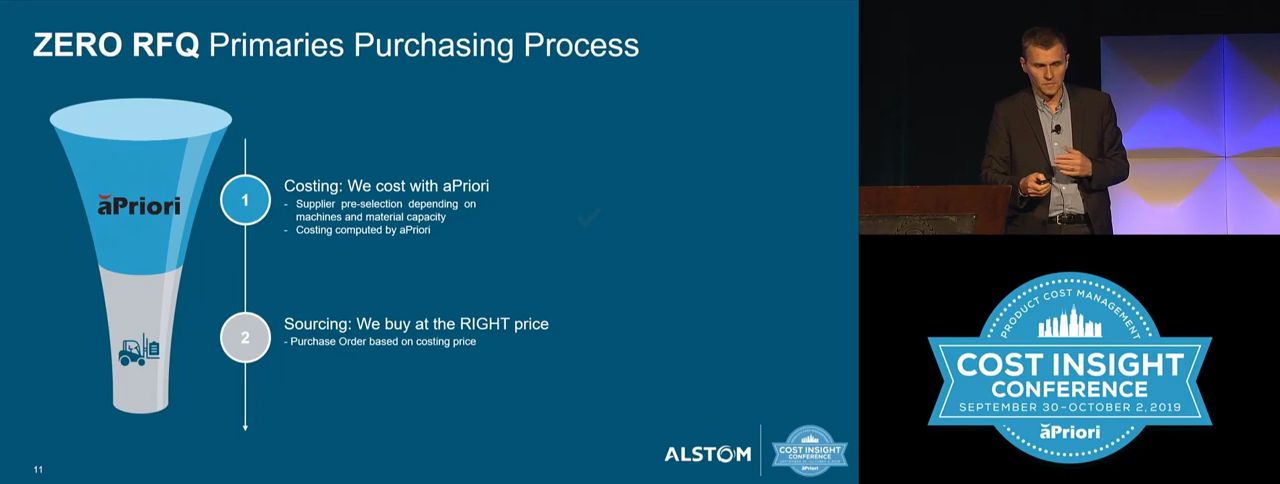 ZERO RFQ Primaries Purchasing Process
aPriori
1
Costing: We cost with aPriori
- Supplier pre-selection depending on
machines and material capacity
- Costing computed by aPriori
2
Sourcing: We buy at the RIGHT price
- Purchase Order based on costing price
11
ALSTOM
COST INSIGHT
CONFERENCE
aPriori
PRODUCT COST MANAGEMENT
COST INSIGHT
CONFERENCE
SEPTEMBER 30–OCTOBER 2, 2019
aPriori